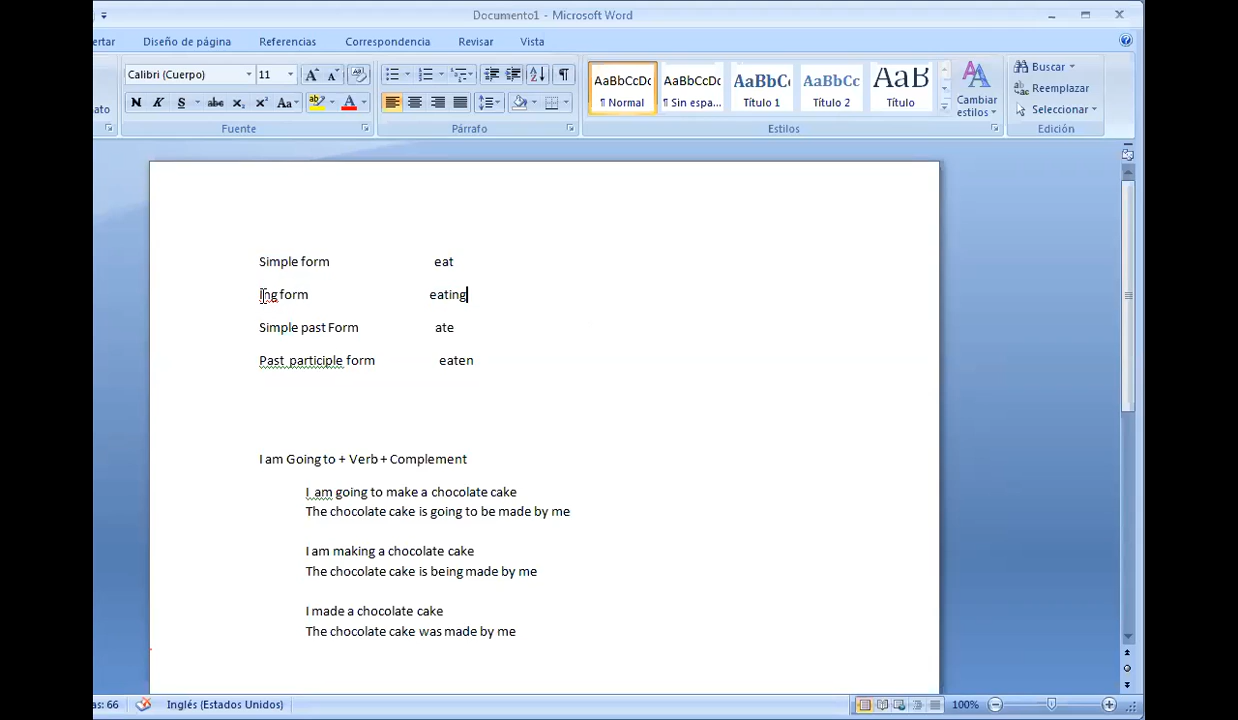 Documento1 - Microsoft Word
ertar Diseño de página Referencias Correspondencia Revisar Vista
Calibri (Cuerpo) 11 AaBbCcDc AaBbCcDc AaBbC AaBbCc AaB Buscar
N K S abc x₂ x² Aa A ¶ Normal ¶ Sin espa... Título 1 Título 2 Título Cambiar estilos Reemplazar
ato Seleccionar
Fuente Párrafo Estilos Edición
Simple form eat
Ing form eating
Simple past Form ate
Past participle form eaten
I am Going to + Verb + Complement
I am going to make a chocolate cake
The chocolate cake is going to be made by me
I am making a chocolate cake
The chocolate cake is being made by me
I made a chocolate cake
The chocolate cake was made by me
as: 66 Inglés (Estados Unidos) 100%